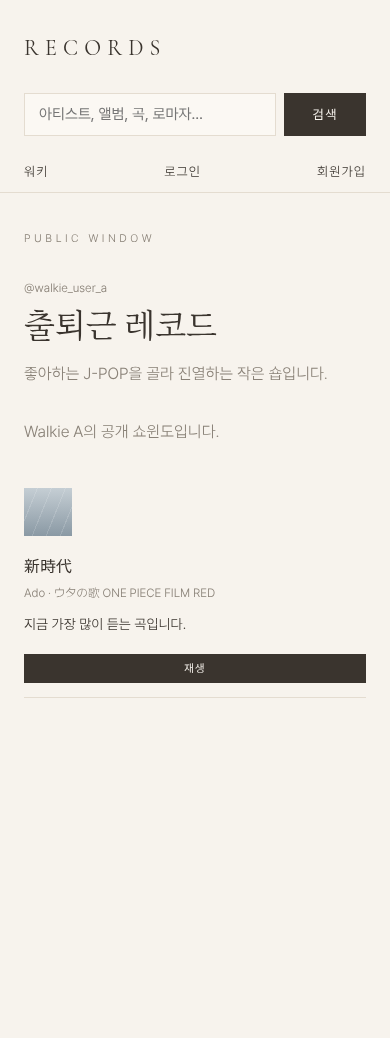 RECORDS
아티스트, 앨범, 곡, 로마자...
검색
워키
로그인
회원가입
PUBLIC WINDOW
@walkie_user_a
출퇴근 레코드
좋아하는 J-POP을 골라 진열하는 작은 숍입니다.
Walkie A의 공개 쇼윈도입니다.
新時代
Ado · ウタの歌 ONE PIECE FILM RED
지금 가장 많이 듣는 곡입니다.
재생